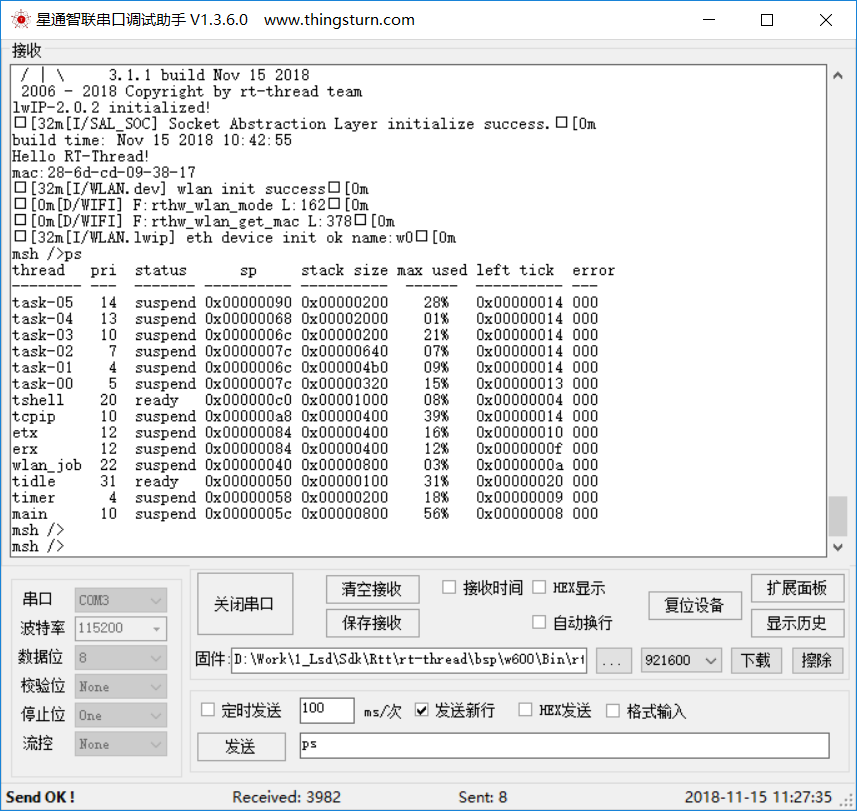 星通智联串口调试助手 V1.3.6.0 www.thingsturn.com
接收
/ | \ 3.1.1 build Nov 15 2018
2006 - 2018 Copyright by rt-thread team
lwIP-2.0.2 initialized!
□[32m[I/SAL_SOC] Socket Abstraction Layer initialize success.□[0m
build time: Nov 15 2018 10:42:55
Hello RT-Thread!
mac:28-6d-cd-09-38-17
□[32m[I/WLAN.dev] wlan init success□[0m
□[0m[D/WIFI] F:rthw_wlan_mode L:162□[0m
□[0m[D/WIFI] F:rthw_wlan_get_mac L:378□[0m
□[32m[I/WLAN.lwip] eth device init ok name:w0□[0m
msh />ps
thread pri status sp stack size max used left tick error
-------- --- ------- ---------- ---------- ------ ---------- ---
task-05 14 suspend 0x00000090 0x00000200 28% 0x00000014 000
task-04 13 suspend 0x00000068 0x00002000 01% 0x00000014 000
task-03 10 suspend 0x0000006c 0x00000200 21% 0x00000014 000
task-02 7 suspend 0x0000007c 0x00000640 07% 0x00000014 000
task-01 4 suspend 0x0000006c 0x000004b0 09% 0x00000014 000
task-00 5 suspend 0x0000007c 0x00000320 15% 0x00000013 000
tshell 20 ready 0x000000c0 0x00001000 08% 0x00000004 000
tcpip 10 suspend 0x000000a8 0x00000400 39% 0x00000014 000
etx 12 suspend 0x00000084 0x00000400 16% 0x00000010 000
erx 12 suspend 0x00000084 0x00000400 12% 0x0000000f 000
wlan_job 22 suspend 0x00000040 0x00000800 03% 0x0000000a 000
tidle 31 ready 0x00000050 0x00000100 31% 0x00000020 000
timer 4 suspend 0x00000058 0x00000200 18% 0x00000009 000
main 10 suspend 0x0000005c 0x00000800 56% 0x00000008 000
msh />
msh />
串口 COM3
波特率 115200
数据位 8
校验位 None
停止位 One
流控 None
关闭串口
清空接收 接收时间 HEX显示
保存接收 自动换行
复位设备
扩展面板
显示历史
固件: D:\Work\1_Lsd\Sdk\Rtt\rt-thread\bsp\w600\Bin\rt ... 921600 下载 擦除
定时发送 100 ms/次 发送新行 HEX发送 格式输入
发送 ps
Send OK ! Received: 3982 Sent: 8 2018-11-15 11:27:35